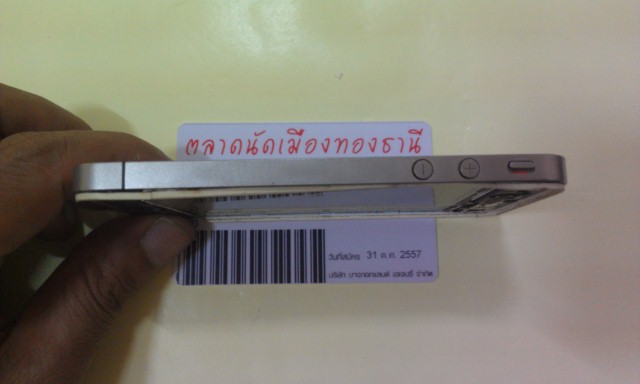 ตลาดนัดเมืองทองธานี
วันที่สมัคร 31 ต.ค. 2557
บริษัท บางกอกแลนด์ เอเจนซี่ จำกัด